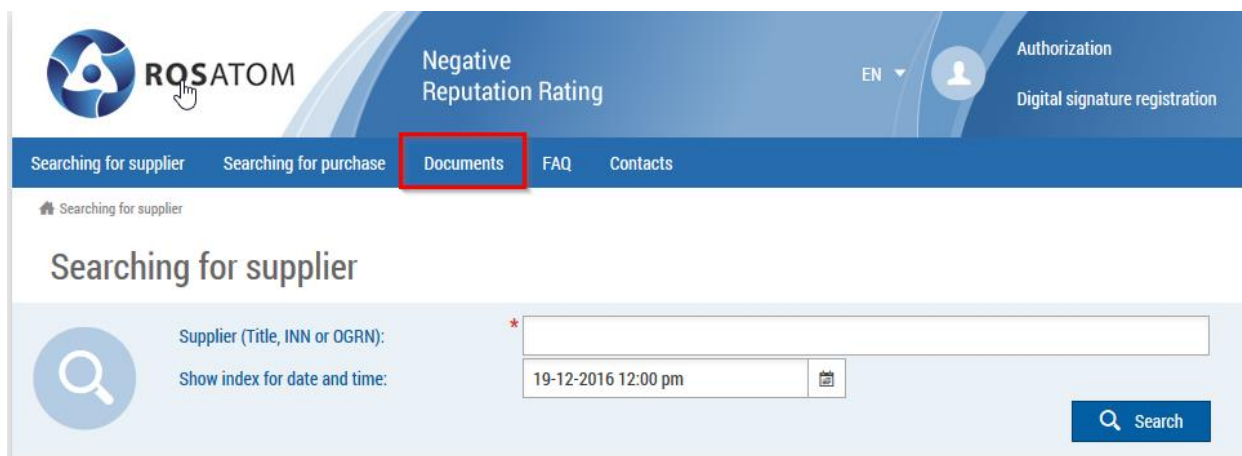 ROSATOM
Negative
Reputation Rating
EN
Authorization
Digital signature registration
Searching for supplier Searching for purchase Documents FAQ Contacts
Searching for supplier
Searching for supplier
Supplier (Title, INN or OGRN): *
Show index for date and time: 19-12-2016 12:00 pm
Search